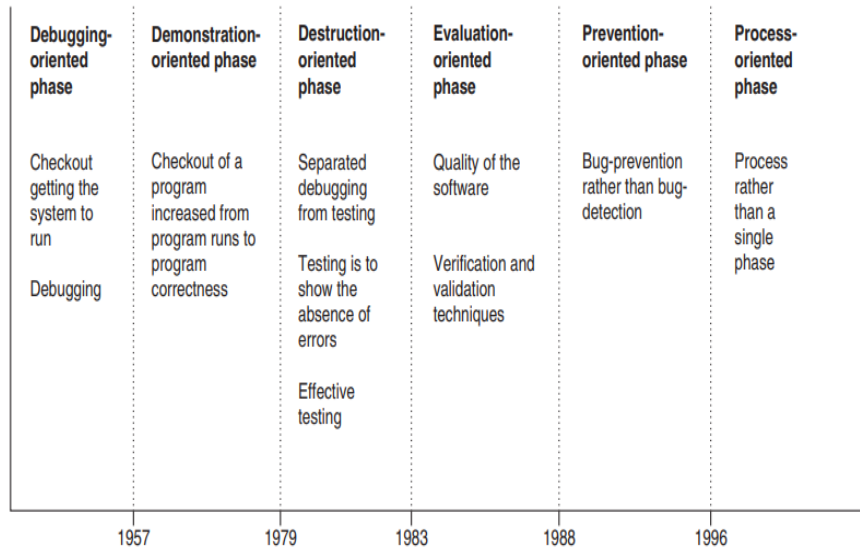 Debugging-
oriented
phase
Checkout
getting the
system to
run
Debugging
Demonstration-
oriented phase
Checkout of a
program
increased from
program runs to
program
correctness
Destruction-
oriented
phase
Separated
debugging
from testing
Testing is to
show the
absence of
errors
Effective
testing
Evaluation-
oriented
phase
Quality of the
software
Verification and
validation
techniques
Prevention-
oriented phase
Bug-prevention
rather than bug-
detection
Process-
oriented
phase
Process
rather
than a
single
phase
1957
1979
1983
1988
1996